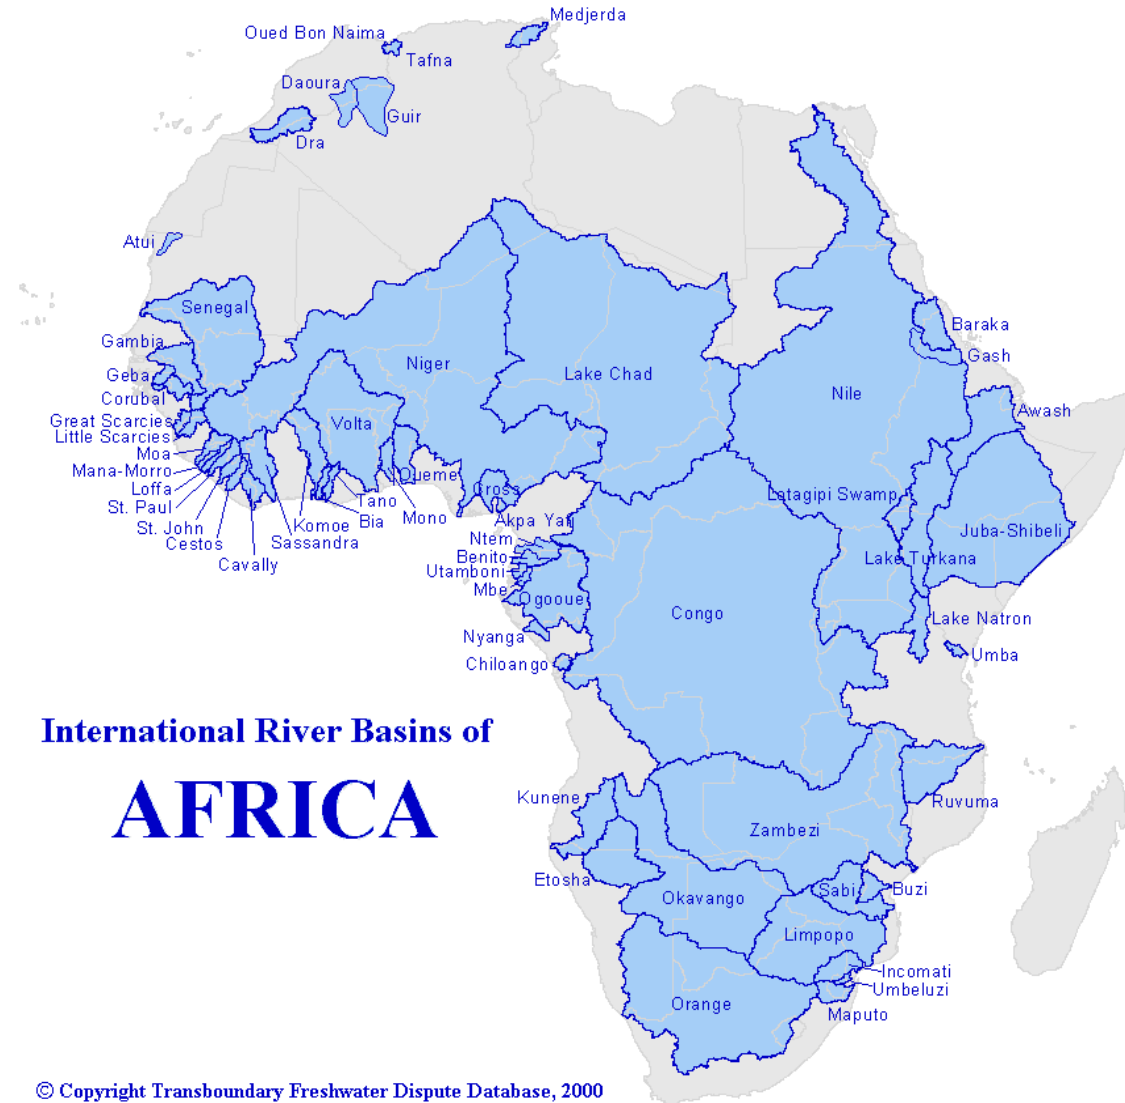 Medjerda
Oued Bon Naima
Tafna
Daoura
Guir
Dra
Atui
Senegal
Gambia
Geba
Corubal
Great Scarcies
Little Scarcies
Moa
Mana-Morro
Loffa
St. Paul
St. John
Cestos
Cavally
Sassandra
Komoe
Bia
Tano
Mono
Volta
Oueme
Niger
Lake Chad
Cross
Akpa Yari
Ntem
Benito
Utamboni
Mbe
Ogooue
Nyanga
Chiloango
Congo
Nile
Baraka
Gash
Awash
Lotagipi Swamp
Juba-Shibeli
Lake Turkana
Lake Natron
Umba
Ruvuma
Zambezi
Kunene
Etosha
Okavango
Sabi
Buzi
Limpopo
Incomati
Umbeluzi
Maputo
Orange
International River Basins of
AFRICA
© Copyright Transboundary Freshwater Dispute Database, 2000